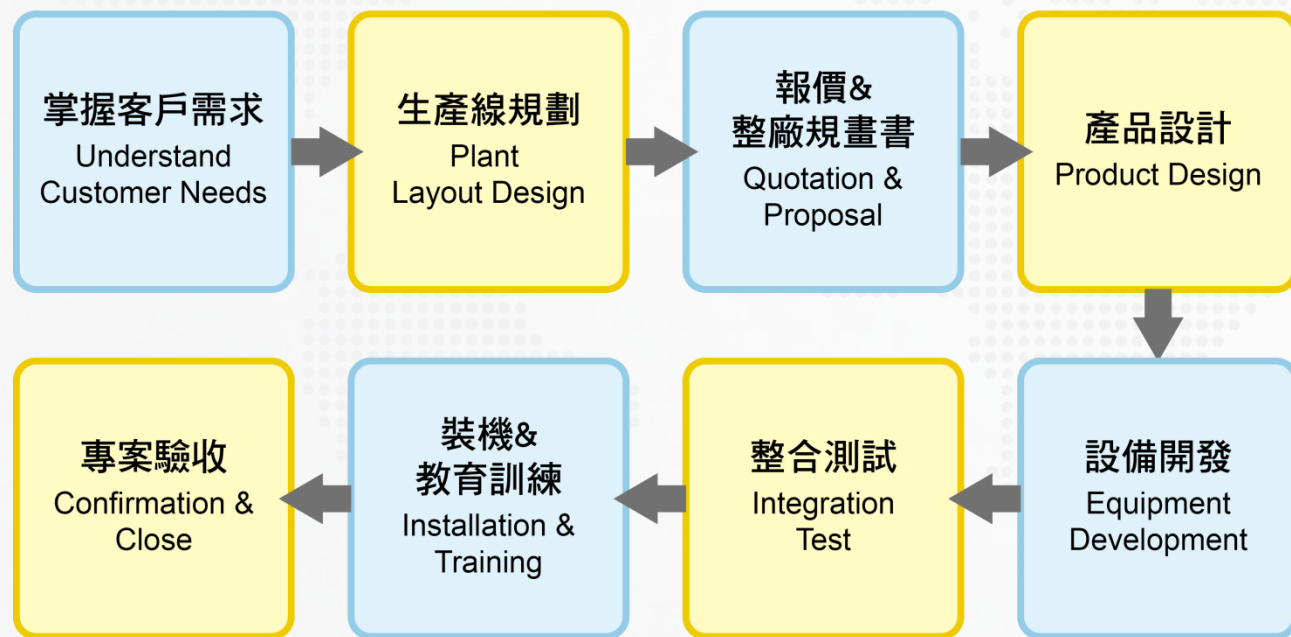 掌握客戶需求
Understand
Customer Needs
生產線規劃
Plant
Layout Design
報價&
整廠規畫書
Quotation &
Proposal
產品設計
Product Design
設備開發
Equipment
Development
整合測試
Integration
Test
裝機&
教育訓練
Installation &
Training
專案驗收
Confirmation &
Close